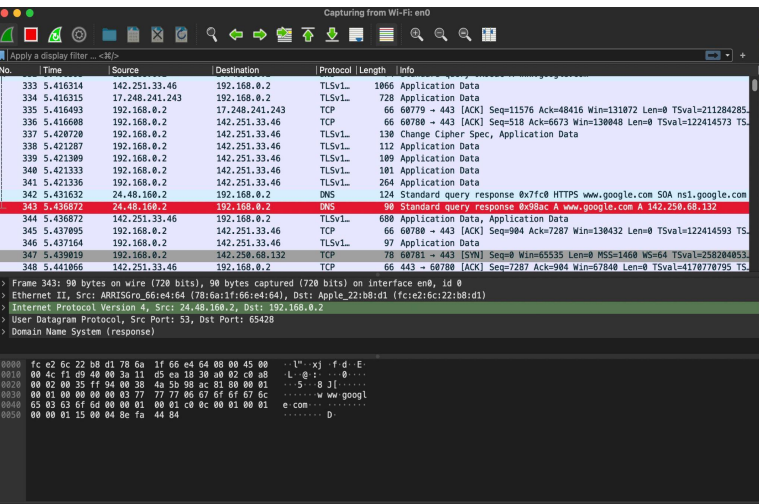 Capturing from Wi-Fi: en0
Apply a display filter ... <⌘/>
No. Time Source Destination Protocol Length Info
333 5.416314 142.251.33.46 192.168.0.2 TLSv1… 1066 Application Data
334 5.416315 17.248.241.243 192.168.0.2 TLSv1… 728 Application Data
335 5.416493 192.168.0.2 17.248.241.243 TCP 66 60779 → 443 [ACK] Seq=11576 Ack=48416 Win=131072 Len=0 TSval=211284285…
336 5.416608 192.168.0.2 142.251.33.46 TCP 66 60780 → 443 [ACK] Seq=518 Ack=6673 Win=130048 Len=0 TSval=122414573 TS…
337 5.420720 192.168.0.2 142.251.33.46 TLSv1… 130 Change Cipher Spec, Application Data
338 5.421287 192.168.0.2 142.251.33.46 TLSv1… 112 Application Data
339 5.421309 192.168.0.2 142.251.33.46 TLSv1… 109 Application Data
340 5.421333 192.168.0.2 142.251.33.46 TLSv1… 101 Application Data
341 5.421336 192.168.0.2 142.251.33.46 TLSv1… 264 Application Data
342 5.431632 24.48.160.2 192.168.0.2 DNS 124 Standard query response 0x7fc0 HTTPS www.google.com SOA ns1.google.com
343 5.436872 24.48.160.2 192.168.0.2 DNS 90 Standard query response 0x98ac A www.google.com A 142.250.68.132
344 5.436872 142.251.33.46 192.168.0.2 TLSv1… 680 Application Data, Application Data
345 5.437095 192.168.0.2 142.251.33.46 TCP 66 60780 → 443 [ACK] Seq=904 Ack=7287 Win=130432 Len=0 TSval=122414593 TS…
346 5.437164 192.168.0.2 142.251.33.46 TLSv1… 97 Application Data
347 5.439019 192.168.0.2 142.250.68.132 TCP 78 60781 → 443 [SYN] Seq=0 Win=65535 Len=0 MSS=1460 WS=64 TSval=258204053…
348 5.441066 142.251.33.46 192.168.0.2 TCP 66 443 → 60780 [ACK] Seq=7287 Ack=904 Win=67840 Len=0 TSval=4170770795 TS…
> Frame 343: 90 bytes on wire (720 bits), 90 bytes captured (720 bits) on interface en0, id 0
> Ethernet II, Src: ARRISGro_66:e4:64 (78:6a:1f:66:e4:64), Dst: Apple_22:b8:d1 (fc:e2:6c:22:b8:d1)
> Internet Protocol Version 4, Src: 24.48.160.2, Dst: 192.168.0.2
> User Datagram Protocol, Src Port: 53, Dst Port: 65428
> Domain Name System (response)
0000 fc e2 6c 22 b8 d1 78 6a 1f 66 e4 64 08 00 45 00 ··l"··xj ·f·d··E·
0010 00 4c f1 d9 40 00 3a 11 d5 ea 18 30 a0 02 c0 a8 ·L··@·:· ···0····
0020 00 02 00 35 ff 94 00 38 4a 5b 98 ac 81 80 00 01 ···5···8 J[······
0030 00 01 00 00 00 00 03 77 77 77 06 67 6f 6f 67 6c ·······w ww·googl
0040 65 03 63 6f 6d 00 00 01 00 01 c0 0c 00 01 00 01 e·com··· ········
0050 00 00 01 15 00 04 8e fa 44 84 ········ D·